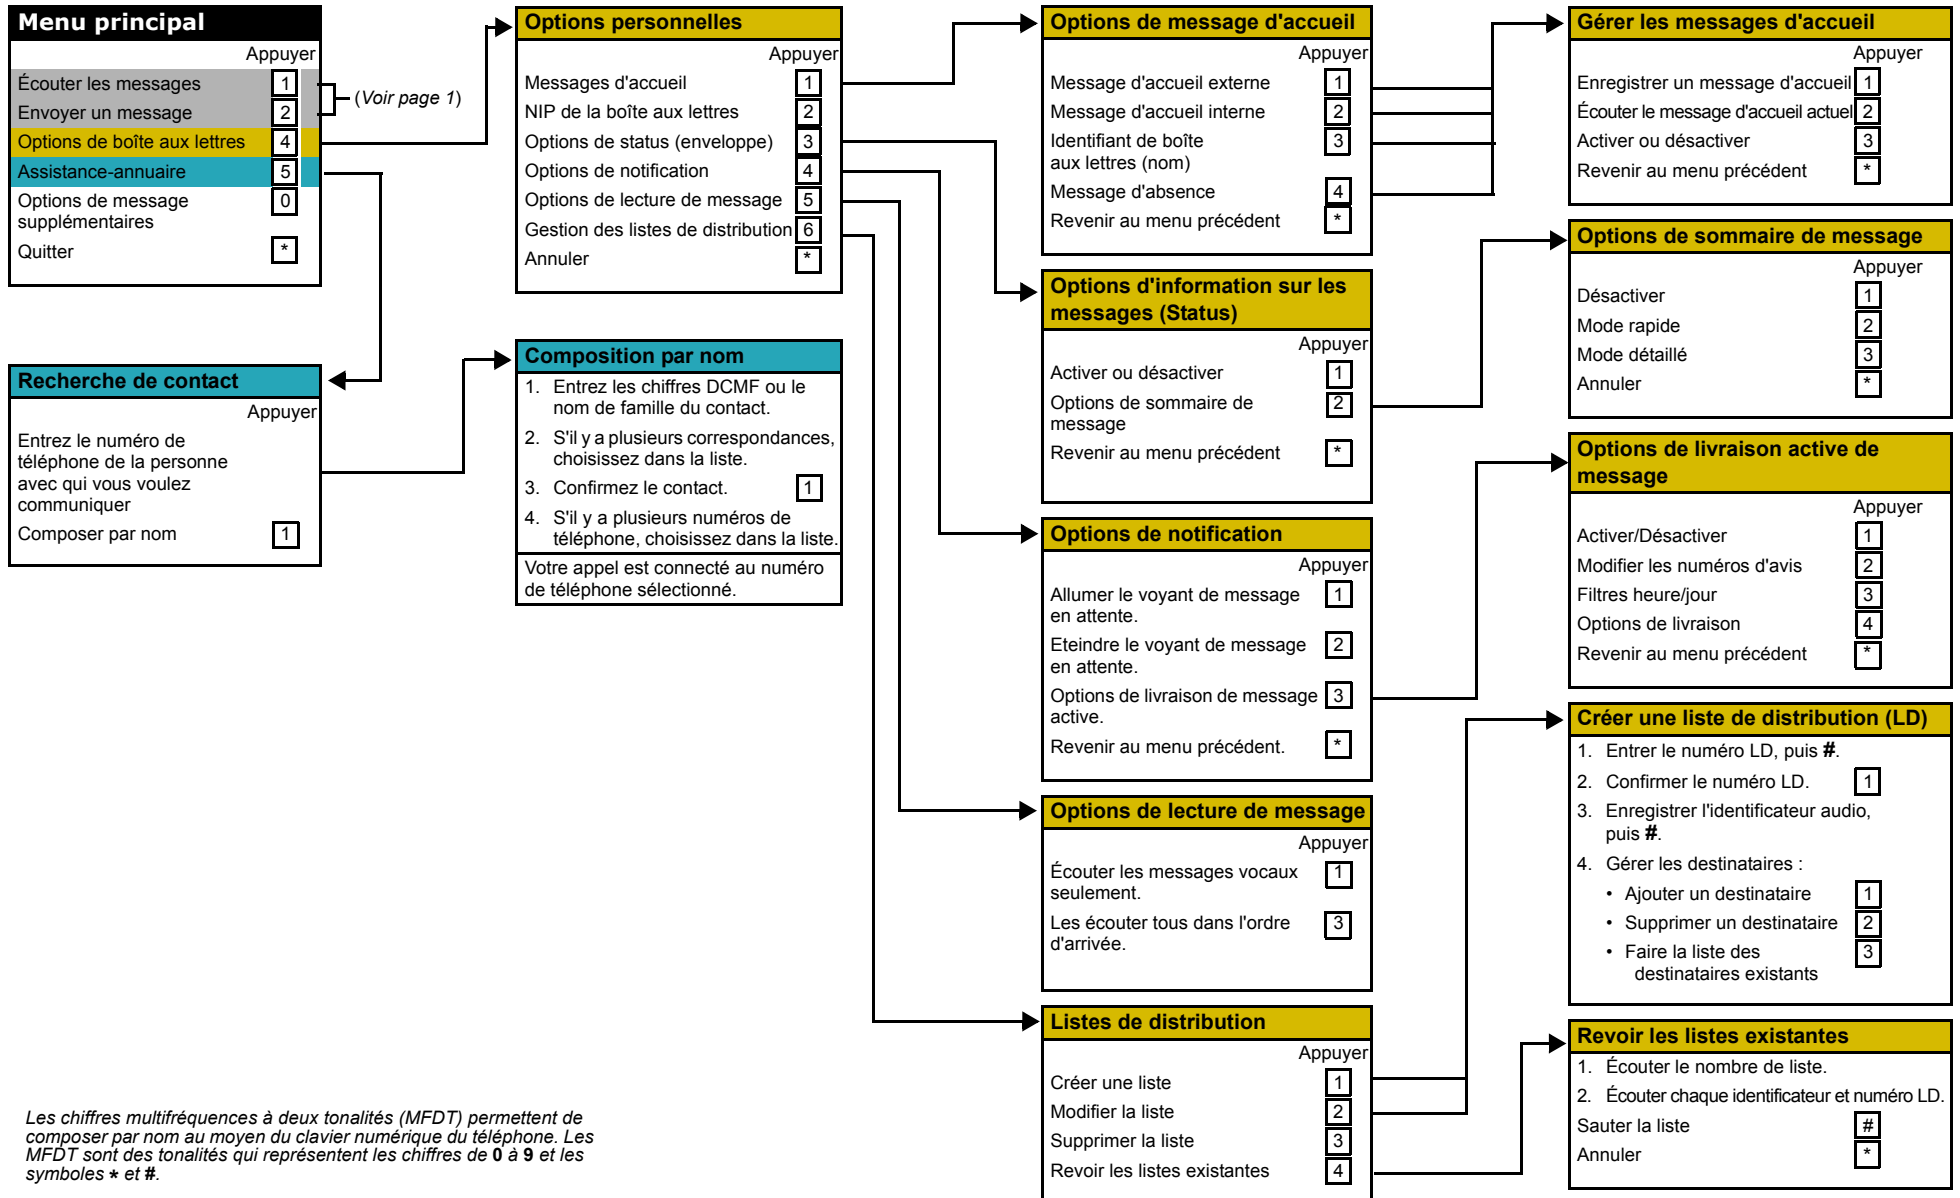 Menu principal
Appuyer
Écouter les messages 1
Envoyer un message 2
(Voir page 1)
Options de boîte aux lettres 4
Assistance-annuaire 5
Options de message 0
supplémentaires
Quitter *
Recherche de contact
Appuyer
Entrez le numéro de
téléphone de la personne
avec qui vous voulez
communiquer
Composer par nom 1
Options personnelles
Appuyer
Messages d'accueil 1
NIP de la boîte aux lettres 2
Options de status (enveloppe) 3
Options de notification 4
Options de lecture de message 5
Gestion des listes de distribution 6
Annuler *
Composition par nom
1. Entrez les chiffres DCMF ou le
nom de famille du contact.
2. S'il y a plusieurs correspondances,
choisissez dans la liste.
3. Confirmez le contact. 1
4. S'il y a plusieurs numéros de
téléphone, choisissez dans la liste.
Votre appel est connecté au numéro
de téléphone sélectionné.
Options de message d'accueil
Appuyer
Message d'accueil externe 1
Message d'accueil interne 2
Identifiant de boîte 3
aux lettres (nom)
Message d'absence 4
Revenir au menu précédent *
Options d'information sur les
messages (Status)
Appuyer
Activer ou désactiver 1
Options de sommaire de 2
message
Revenir au menu précédent *
Options de notification
Appuyer
Allumer le voyant de message 1
en attente.
Eteindre le voyant de message 2
en attente.
Options de livraison de message 3
active.
Revenir au menu précédent. *
Options de lecture de message
Appuyer
Écouter les messages vocaux 1
seulement.
Les écouter tous dans l'ordre 3
d'arrivée.
Listes de distribution
Appuyer
Créer une liste 1
Modifier la liste 2
Supprimer la liste 3
Revoir les listes existantes 4
Gérer les messages d'accueil
Appuyer
Enregistrer un message d'accueil 1
Écouter le message d'accueil actuel 2
Activer ou désactiver 3
Revenir au menu précédent *
Options de sommaire de message
Appuyer
Désactiver 1
Mode rapide 2
Mode détaillé 3
Annuler *
Options de livraison active de
message
Appuyer
Activer/Désactiver 1
Modifier les numéros d'avis 2
Filtres heure/jour 3
Options de livraison 4
Revenir au menu précédent *
Créer une liste de distribution (LD)
1. Entrer le numéro LD, puis #.
2. Confirmer le numéro LD. 1
3. Enregistrer l'identificateur audio,
puis #.
4. Gérer les destinataires :
• Ajouter un destinataire 1
• Supprimer un destinataire 2
• Faire la liste des 3
destinataires existants
Revoir les listes existantes
1. Écouter le nombre de liste.
2. Écouter chaque identificateur et numéro LD.
Sauter la liste #
Annuler *
Les chiffres multifréquences à deux tonalités (MFDT) permettent de
composer par nom au moyen du clavier numérique du téléphone. Les
MFDT sont des tonalités qui représentent les chiffres de 0 à 9 et les
symboles * et #.